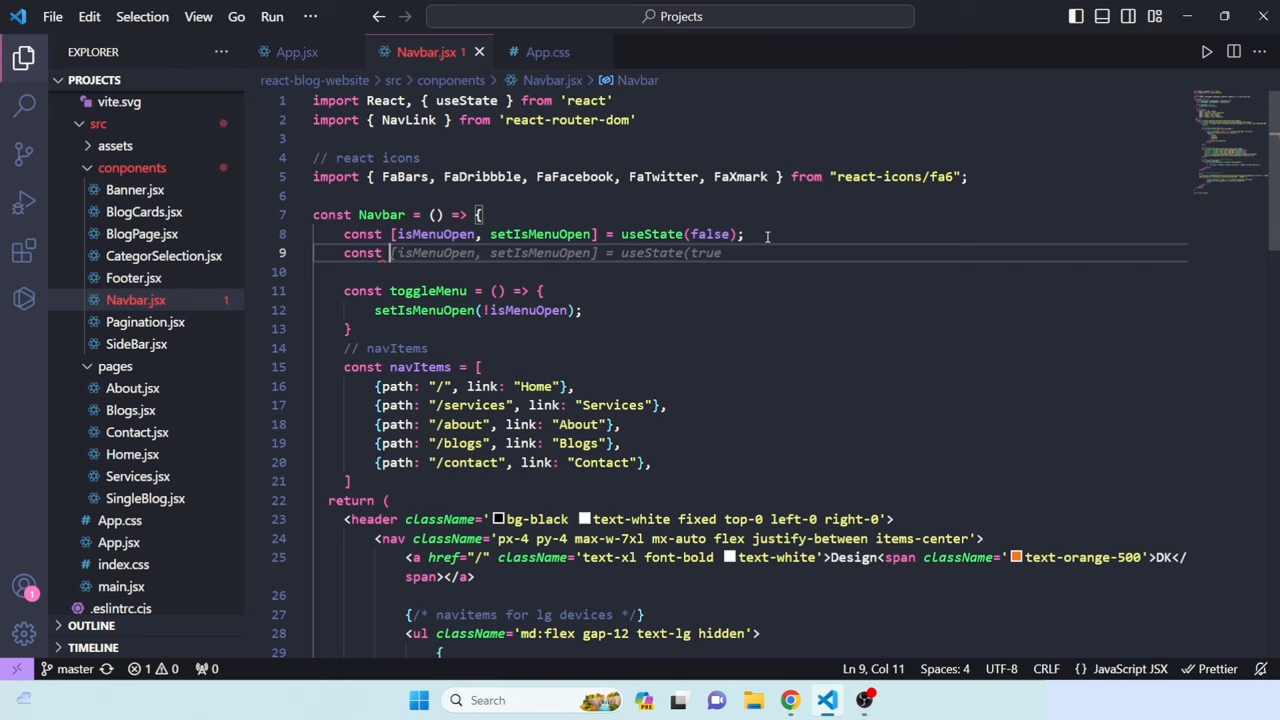 File Edit Selection View Go Run ··· Projects
EXPLORER ···
App.jsx Navbar.jsx 1 App.css
PROJECTS
react-blog-website > src > conponents > Navbar.jsx > Navbar
vite.svg
src
assets
conponents
Banner.jsx
BlogCards.jsx
BlogPage.jsx
CategorSelection.jsx
Footer.jsx
Navbar.jsx 1
Pagination.jsx
SideBar.jsx
pages
About.jsx
Blogs.jsx
Contact.jsx
Home.jsx
Services.jsx
SingleBlog.jsx
App.css
App.jsx
index.css
main.jsx
.eslintrc.cjs
OUTLINE
TIMELINE
1 import React, { useState } from 'react'
2 import { NavLink } from 'react-router-dom'
3
4 // react icons
5 import { FaBars, FaDribbble, FaFacebook, FaTwitter, FaXmark } from "react-icons/fa6";
6
7 const Navbar = () => {
8 const [isMenuOpen, setIsMenuOpen] = useState(false);
9 const [isMenuOpen, setIsMenuOpen] = useState(true
10
11 const toggleMenu = () => {
12 setIsMenuOpen(!isMenuOpen);
13 }
14 // navItems
15 const navItems = [
16 {path: "/", link: "Home"},
17 {path: "/services", link: "Services"},
18 {path: "/about", link: "About"},
19 {path: "/blogs", link: "Blogs"},
20 {path: "/contact", link: "Contact"},
21 ]
22 return (
23 <header className='bg-black text-white fixed top-0 left-0 right-0'>
24 <nav className='px-4 py-4 max-w-7xl mx-auto flex justify-between items-center'>
25 <a href="/" className='text-xl font-bold text-white'>Design<span className='text-orange-500'>DK</
span></a>
26
27 {/* navitems for lg devices */}
28 <ul className='md:flex gap-12 text-lg hidden'>
29 {
master 1 0 0 Ln 9, Col 11 Spaces: 4 UTF-8 CRLF {} JavaScript JSX Prettier
1
Search PRE